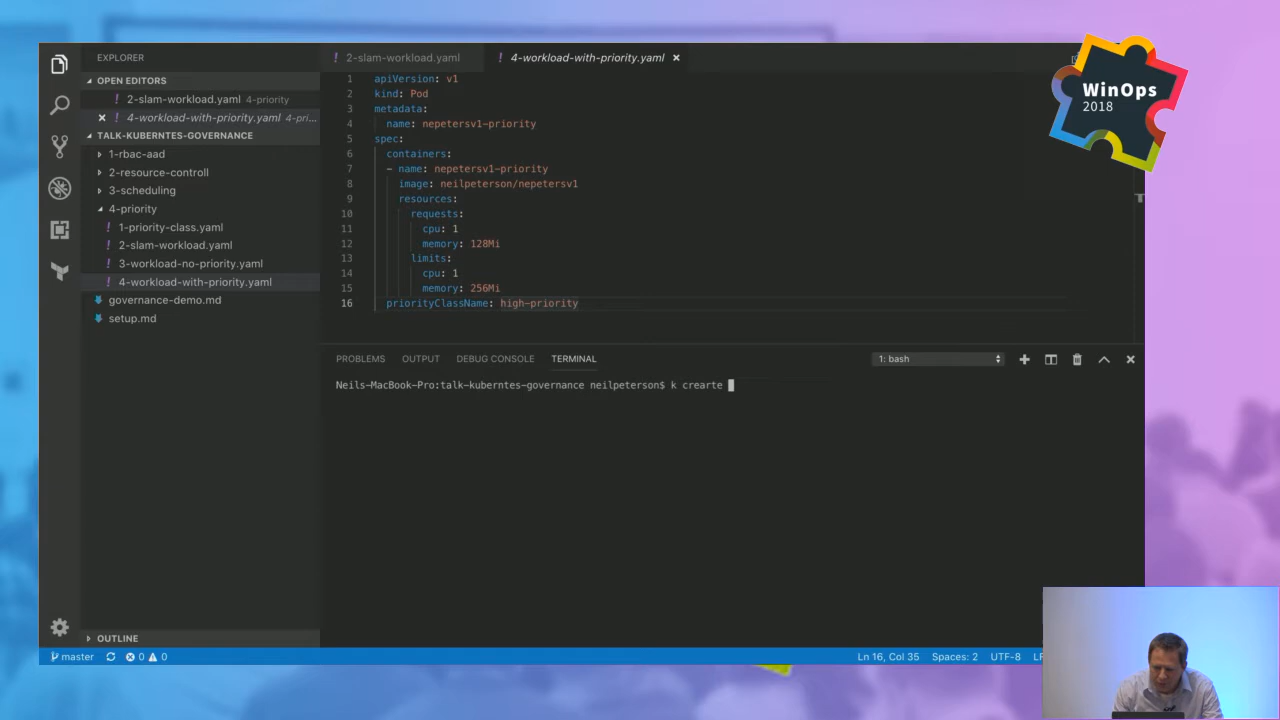 EXPLORER
OPEN EDITORS
! 2-slam-workload.yaml 4-priority
! 4-workload-with-priority.yaml 4-pri...
TALK-KUBERNTES-GOVERNANCE
1-rbac-aad
2-resource-controll
3-scheduling
4-priority
! 1-priority-class.yaml
! 2-slam-workload.yaml
! 3-workload-no-priority.yaml
! 4-workload-with-priority.yaml
governance-demo.md
setup.md
OUTLINE
! 2-slam-workload.yaml
! 4-workload-with-priority.yaml
1 apiVersion: v1
2 kind: Pod
3 metadata:
4 name: nepetersv1-priority
5 spec:
6 containers:
7 - name: nepetersv1-priority
8 image: neilpeterson/nepetersv1
9 resources:
10 requests:
11 cpu: 1
12 memory: 128Mi
13 limits:
14 cpu: 1
15 memory: 256Mi
16 priorityClassName: high-priority
WinOps
2018
PROBLEMS OUTPUT DEBUG CONSOLE TERMINAL
1: bash
Neils-MacBook-Pro:talk-kuberntes-governance neilpeterson$ k crearte
master 0 0
Ln 16, Col 35 Spaces: 2 UTF-8